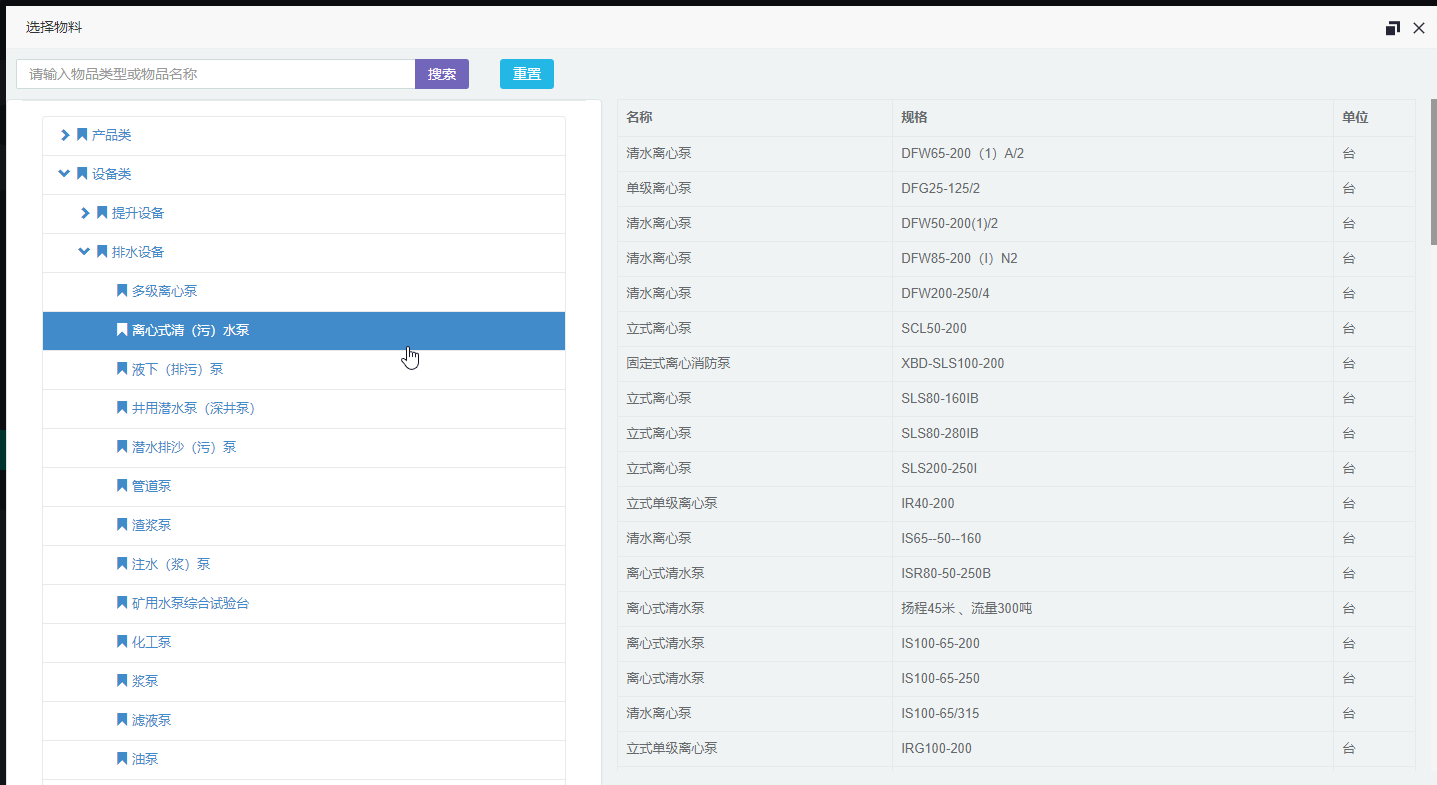 选择物料
请输入物品类型或物品名称
搜索
重置
产品类
设备类
提升设备
排水设备
多级离心泵
离心式清（污）水泵
液下（排污）泵
井用潜水泵（深井泵）
潜水排沙（污）泵
管道泵
渣浆泵
注水（浆）泵
矿用水泵综合试验台
化工泵
浆泵
滤液泵
油泵
名称 规格 单位
清水离心泵 DFW65-200（1）A/2 台
单级离心泵 DFG25-125/2 台
清水离心泵 DFW50-200(1)/2 台
清水离心泵 DFW85-200（I）N2 台
清水离心泵 DFW200-250/4 台
立式离心泵 SCL50-200 台
固定式离心消防泵 XBD-SLS100-200 台
立式离心泵 SLS80-160IB 台
立式离心泵 SLS80-280IB 台
立式离心泵 SLS200-250I 台
立式单级离心泵 IR40-200 台
清水离心泵 IS65--50--160 台
离心式清水泵 ISR80-50-250B 台
离心式清水泵 扬程45米 、流量300吨 台
离心式清水泵 IS100-65-200 台
离心式清水泵 IS100-65-250 台
清水离心泵 IS100-65/315 台
立式单级离心泵 IRG100-200 台